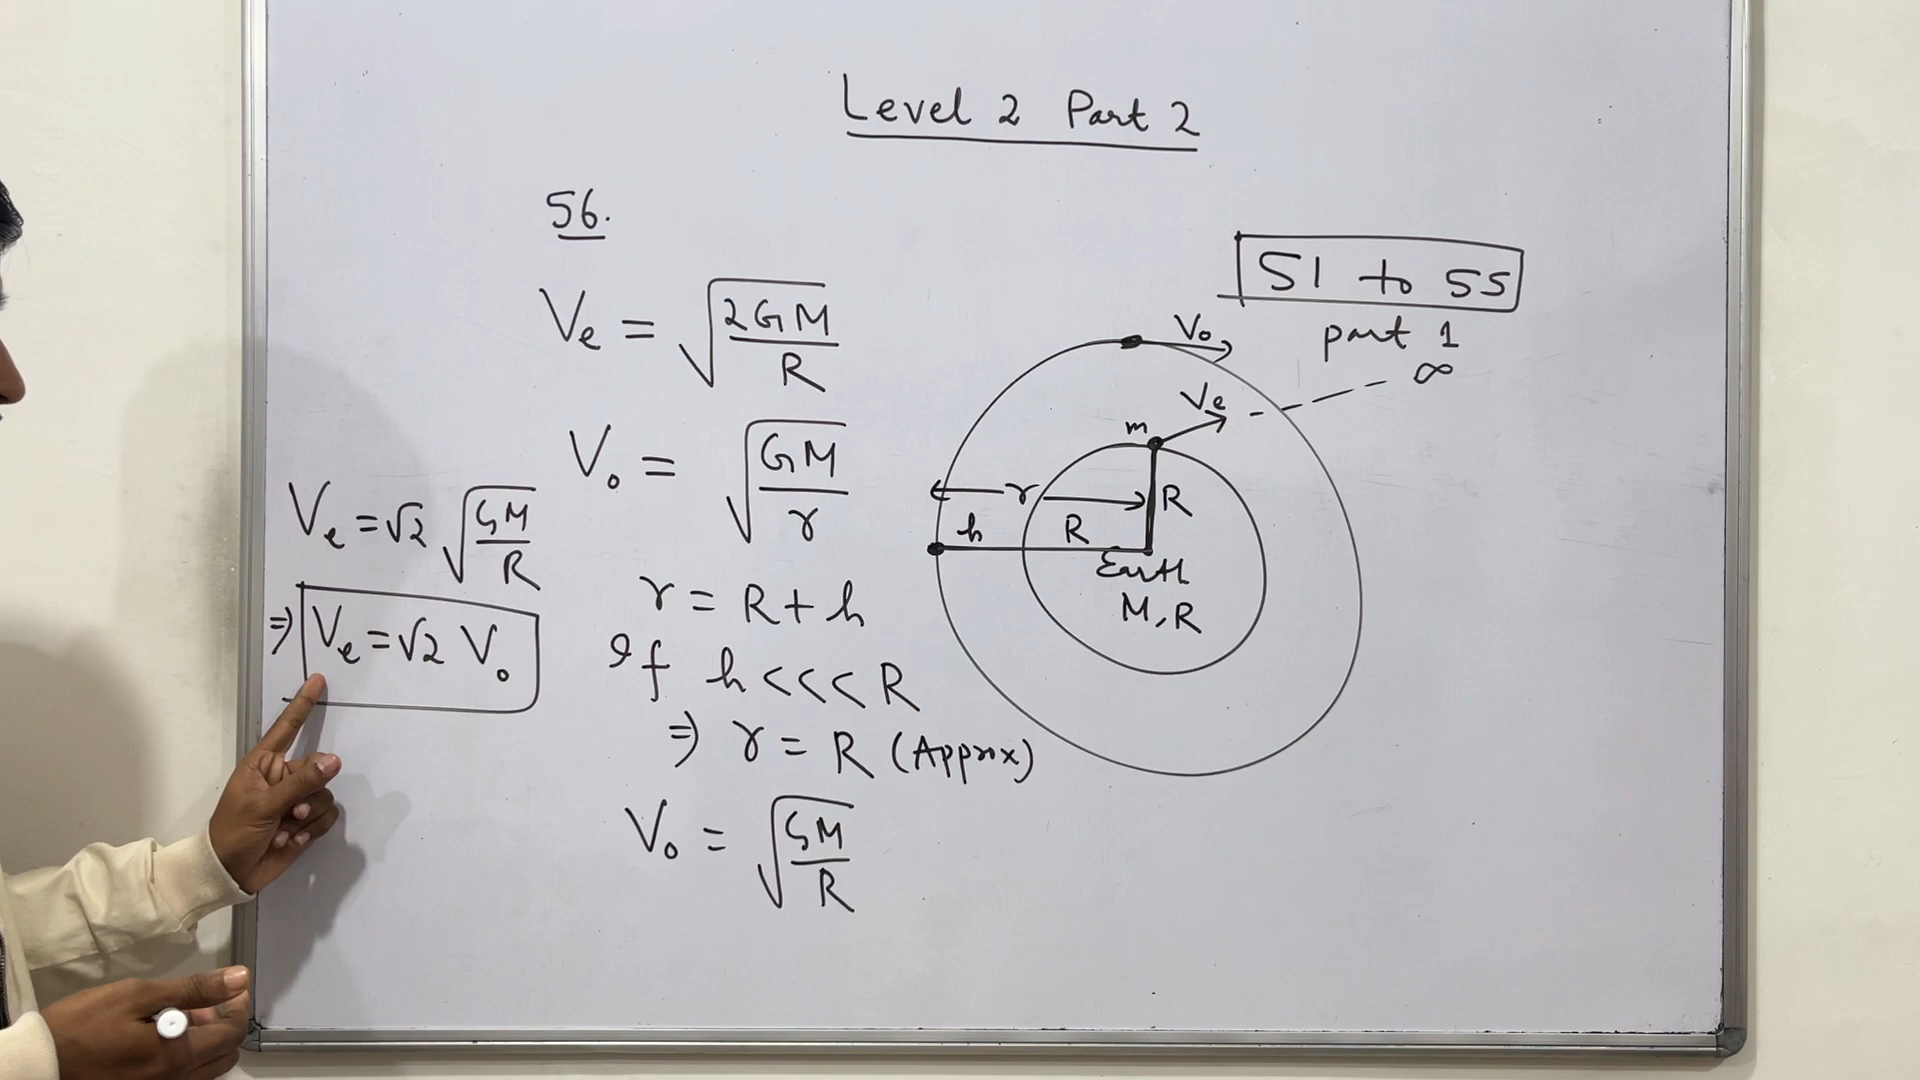 Level 2 Part 2
56.
51 to 55
part 1
Ve = √(2GM/R)
Vo = √(GM/r)
r = R + h
If h <<< R
⇒ r = R (Approx)
Vo = √(GM/R)
Ve = √2 √(GM/R)
⇒ Ve = √2 Vo
Vo
Ve
∞
m
r
R
h
R
Earth
M, R